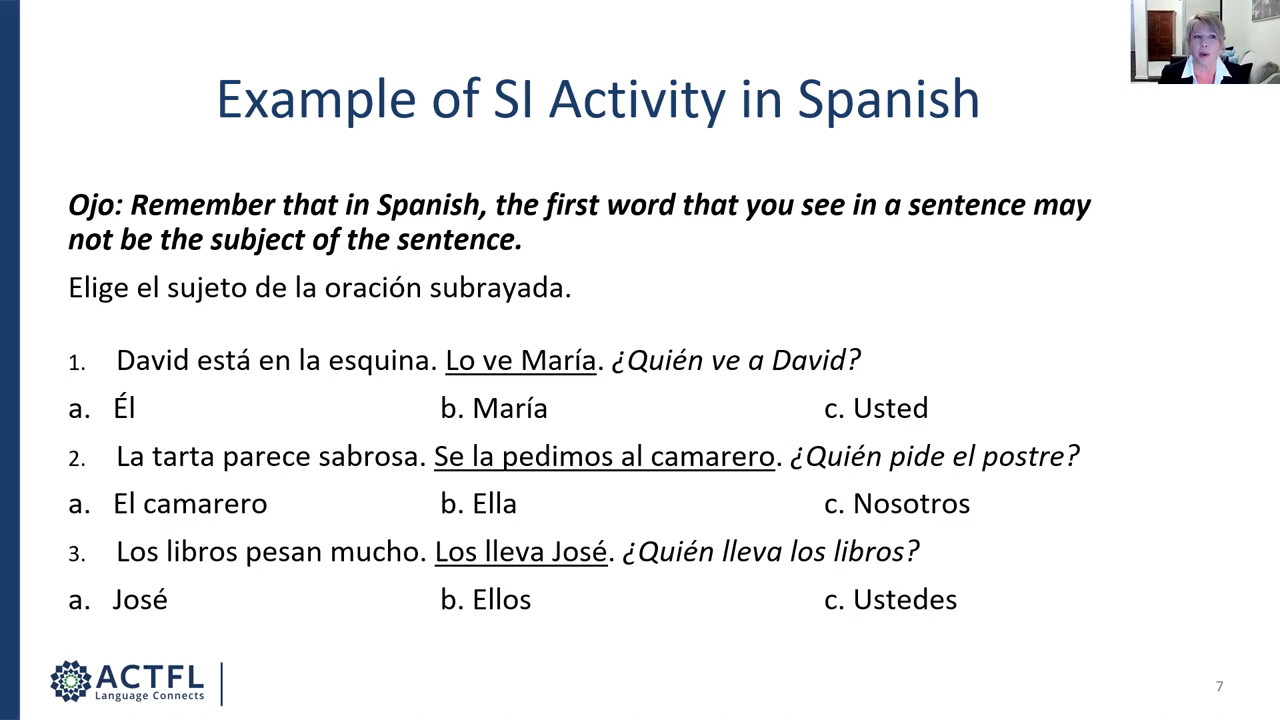 Example of SI Activity in Spanish
Ojo: Remember that in Spanish, the first word that you see in a sentence may
not be the subject of the sentence.
Elige el sujeto de la oración subrayada.
1. David está en la esquina. Lo ve María. ¿Quién ve a David?
a. Él b. María c. Usted
2. La tarta parece sabrosa. Se la pedimos al camarero. ¿Quién pide el postre?
a. El camarero b. Ella c. Nosotros
3. Los libros pesan mucho. Los lleva José. ¿Quién lleva los libros?
a. José b. Ellos c. Ustedes
ACTFL
Language Connects
7